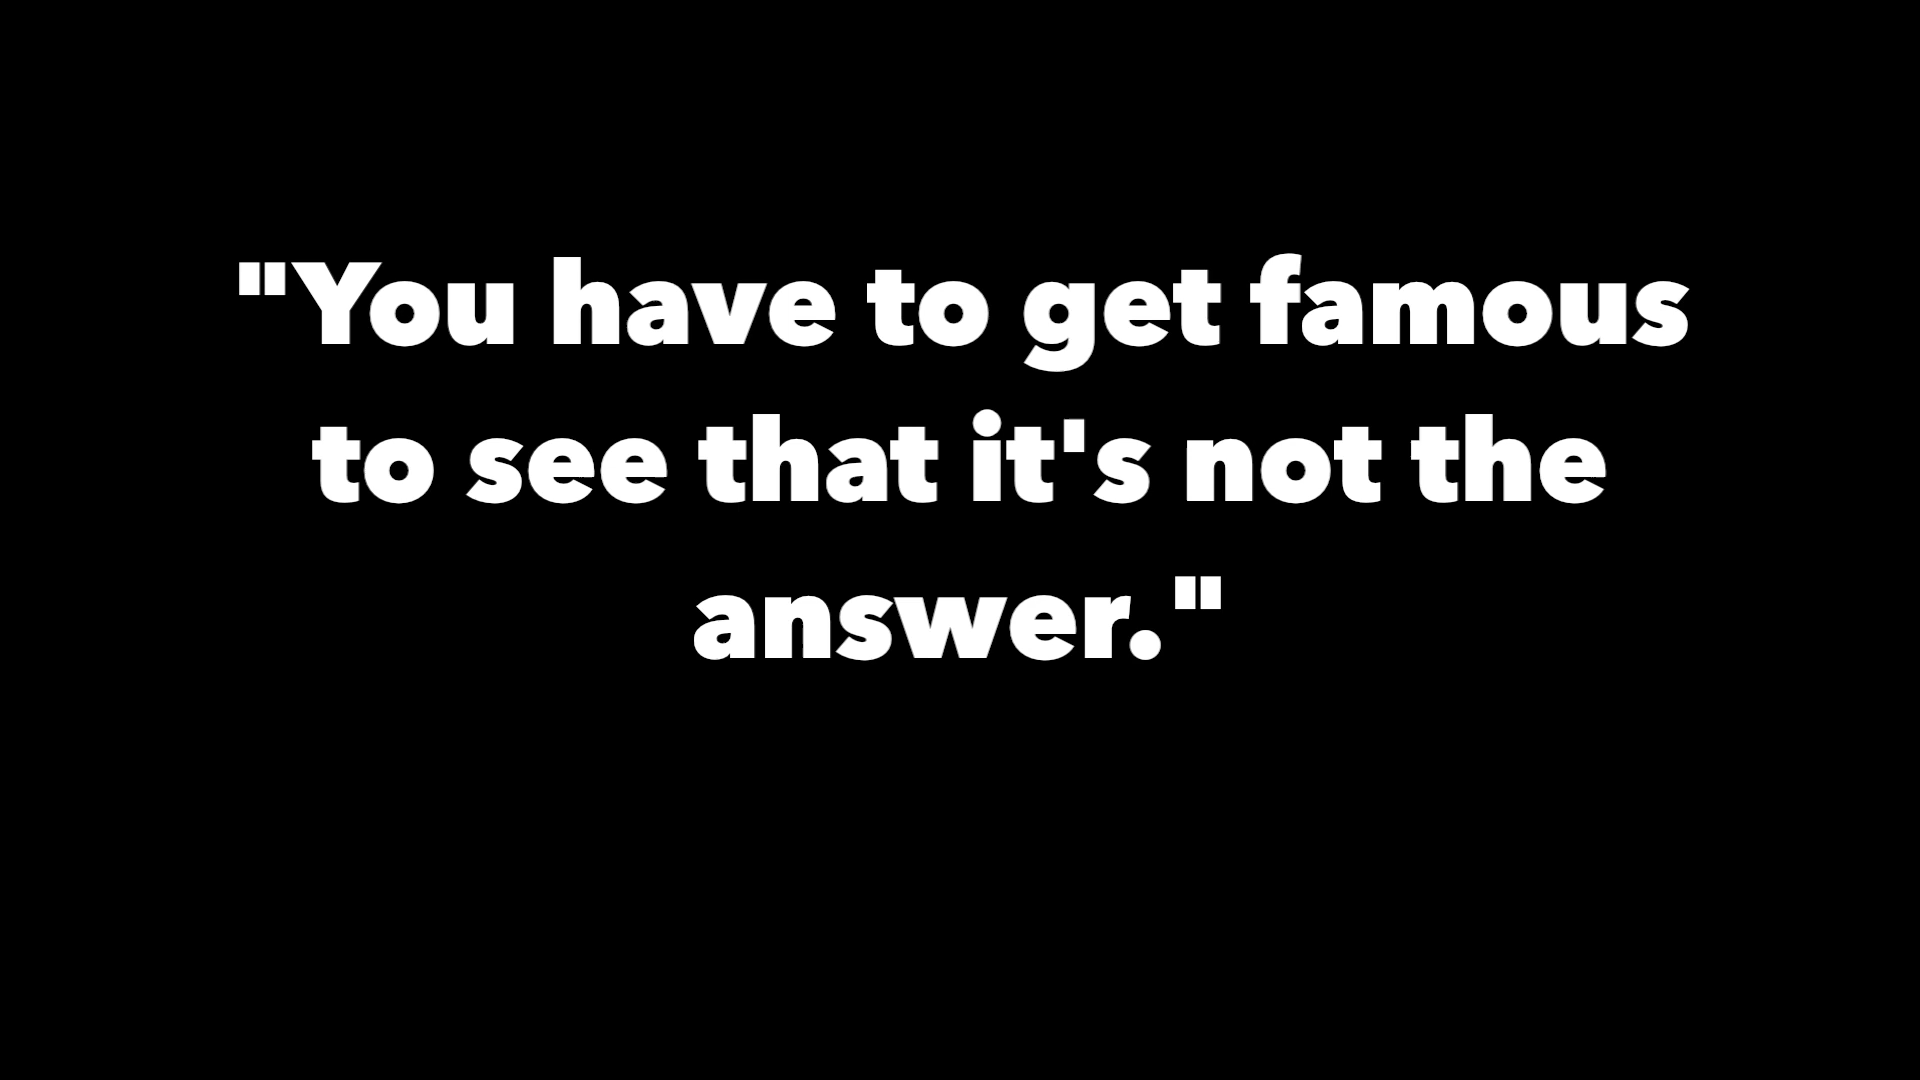 "You have to get famous
to see that it's not the
answer."